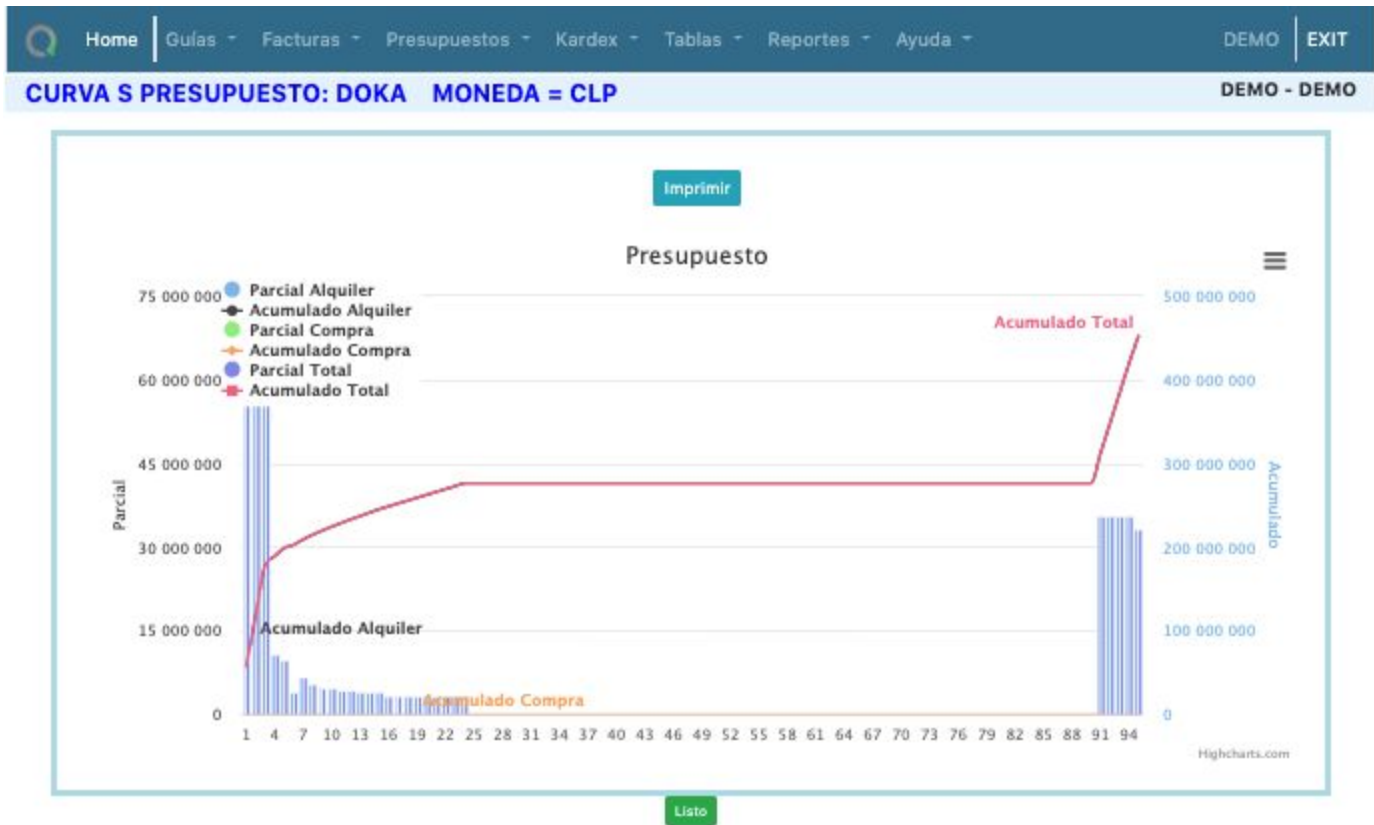 Home Guías Facturas Presupuestos Kardex Tablas Reportes Ayuda DEMO EXIT
CURVA S PRESUPUESTO: DOKA MONEDA = CLP DEMO - DEMO
Imprimir
Presupuesto
Parcial Alquiler
Acumulado Alquiler
Parcial Compra
Acumulado Compra
Parcial Total
Acumulado Total
75 000 000
60 000 000
45 000 000
30 000 000
15 000 000
0
Parcial
Acumulado Total
Acumulado Alquiler
Acumulado Compra
500 000 000
400 000 000
300 000 000
200 000 000
100 000 000
0
Acumulado
1 4 7 10 13 16 19 22 25 28 31 34 37 40 43 46 49 52 55 58 61 64 67 70 73 76 79 82 85 88 91 94
Highcharts.com
Listo